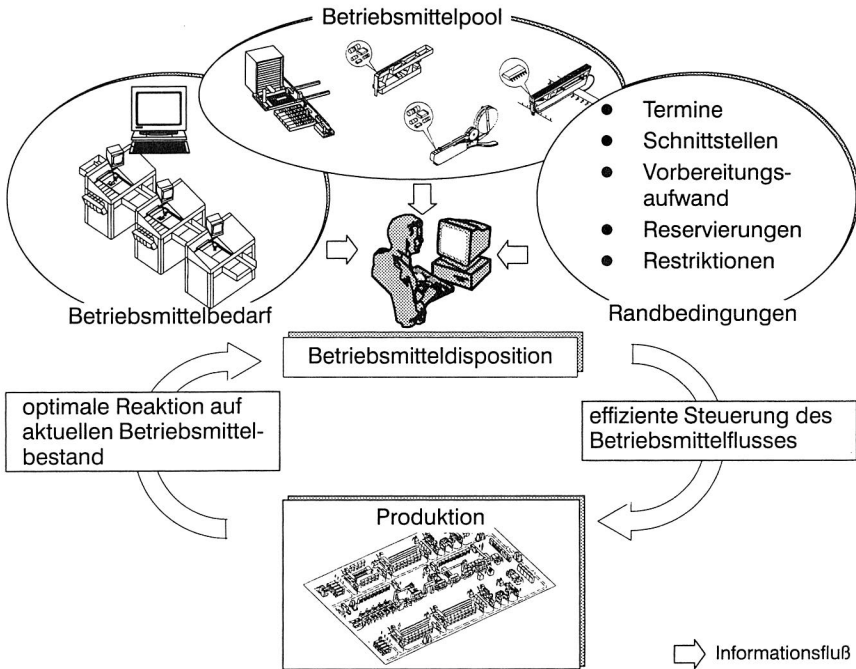 Betriebsmittelpool
Betriebsmittelbedarf
● Termine
● Schnittstellen
● Vorbereitungs-
aufwand
● Reservierungen
● Restriktionen
Randbedingungen
Betriebsmitteldisposition
optimale Reaktion auf
aktuellen Betriebsmittel-
bestand
effiziente Steuerung des
Betriebsmittelflusses
Produktion
Informationsfluß